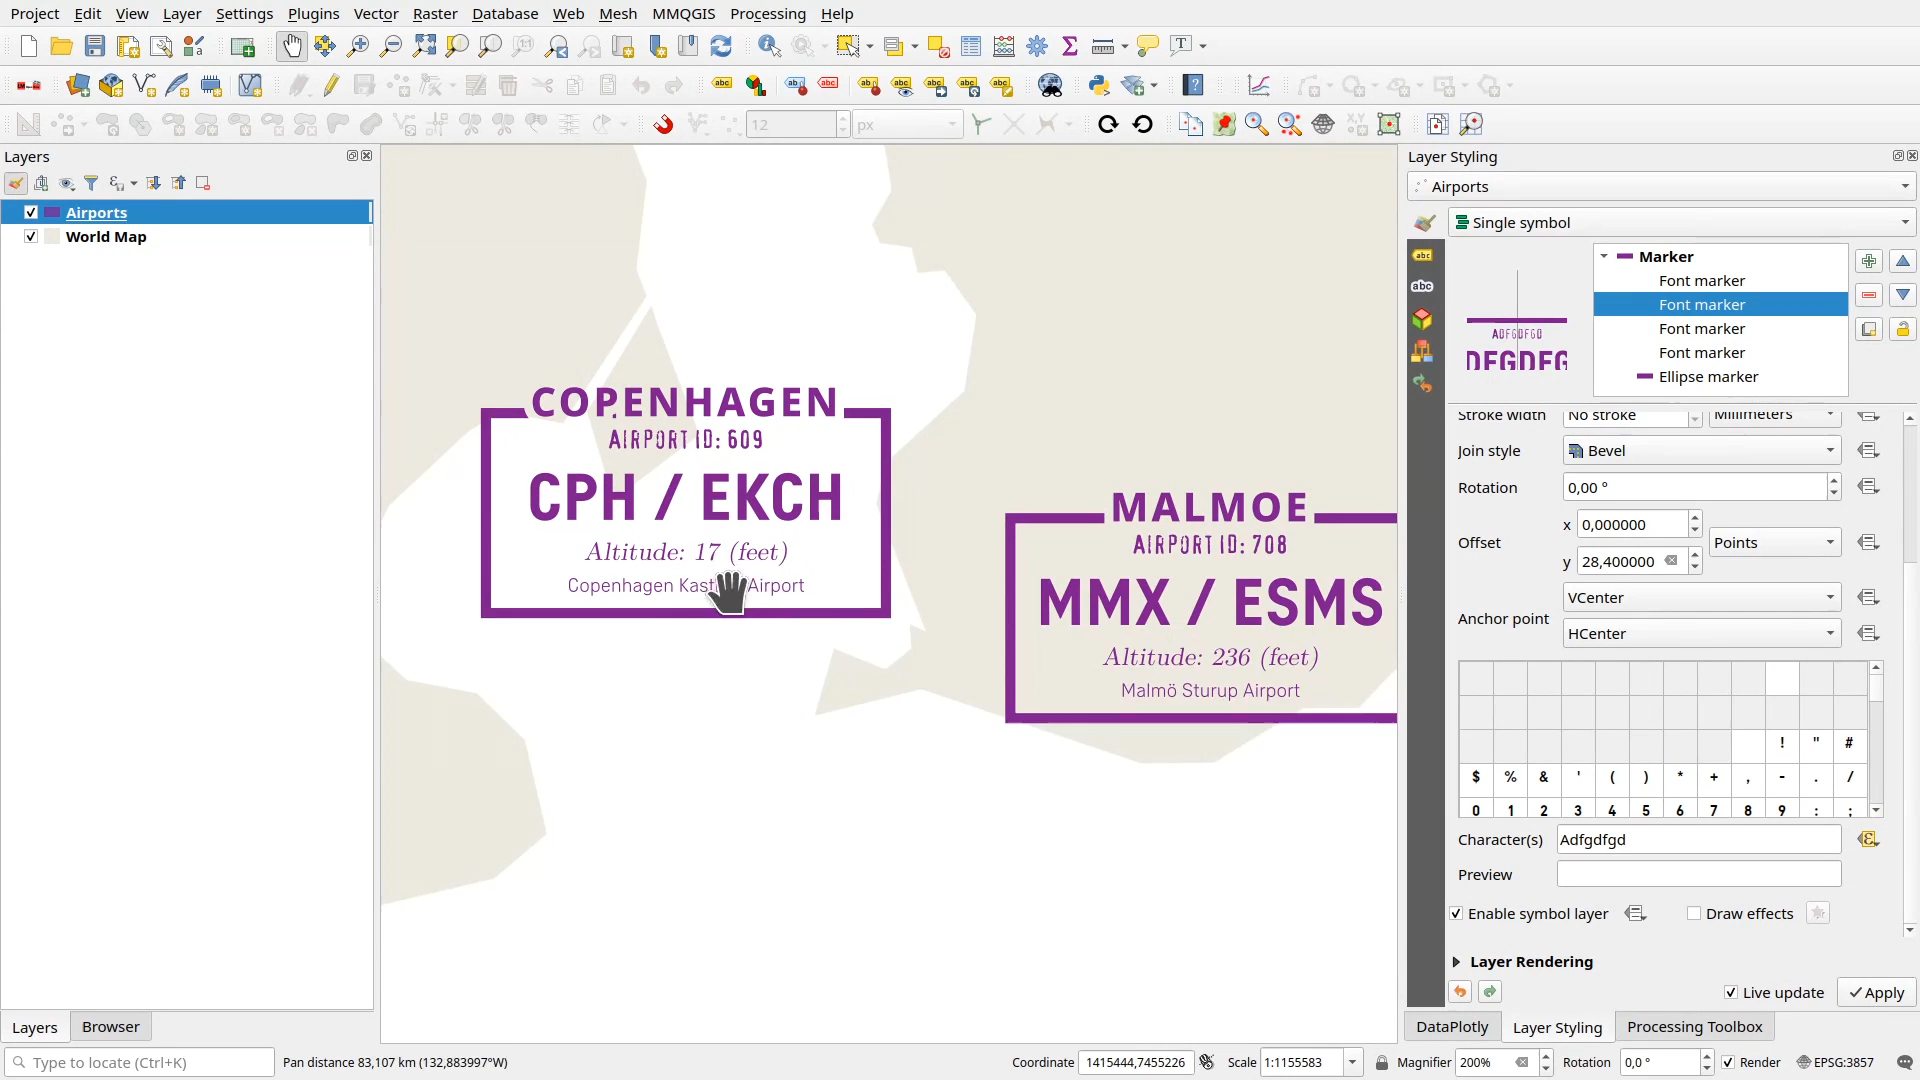 Project Edit View Layer Settings Plugins Vector Raster Database Web Mesh MMQGIS Processing Help
12 px
Layers
Airports
World Map
COPENHAGEN
AIRPORT ID: 609
CPH / EKCH
Altitude: 17 (feet)
Airport
MALMOE
AIRPORT ID: 708
MMX / ESMS
Altitude: 236 (feet)
Malmö Sturup Airport
Layer Styling
Airports
Single symbol
Marker
Font marker
Font marker
Font marker
Font marker
Ellipse marker
ADFGDFGD
Stroke width No stroke Millimeters
Join style Bevel
Rotation 0,00 °
Offset x 0,000000 Points
y 28,400000
Anchor point VCenter
HCenter
! " #
$ % & ' ( ) * + , - . /
0 1 2 3 4 5 6 7 8 9 : ;
Character(s) Adfgdfgd
Preview
Enable symbol layer Draw effects
Layer Rendering
Live update Apply
DataPlotly Layer Styling Processing Toolbox
Layers Browser
Type to locate (Ctrl+K) Pan distance 83,107 km (132,883997°W) Coordinate 1415444,7455226 Scale 1:1155583 Magnifier 200% Rotation 0,0 ° Render EPSG:3857